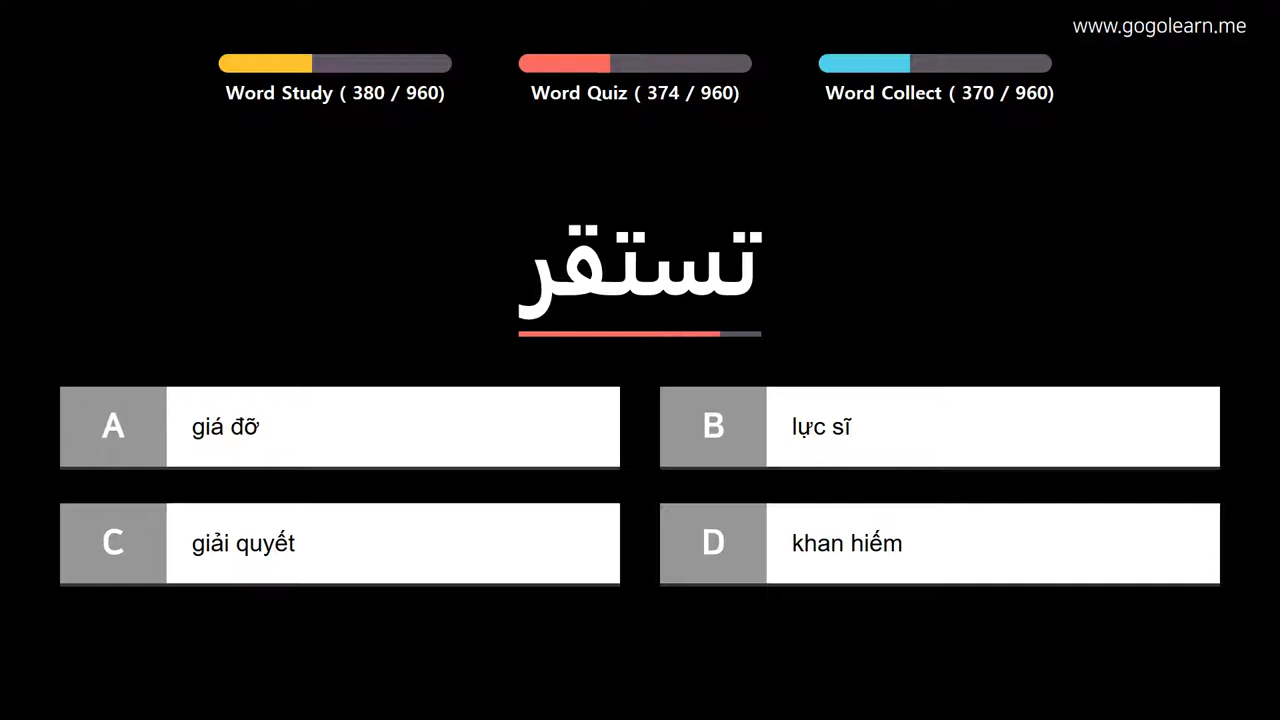 www.gogolearn.me
Word Study ( 380 / 960)
Word Quiz ( 374 / 960)
Word Collect ( 370 / 960)
تستقر
A giá đỡ
B lực sĩ
C giải quyết
D khan hiếm